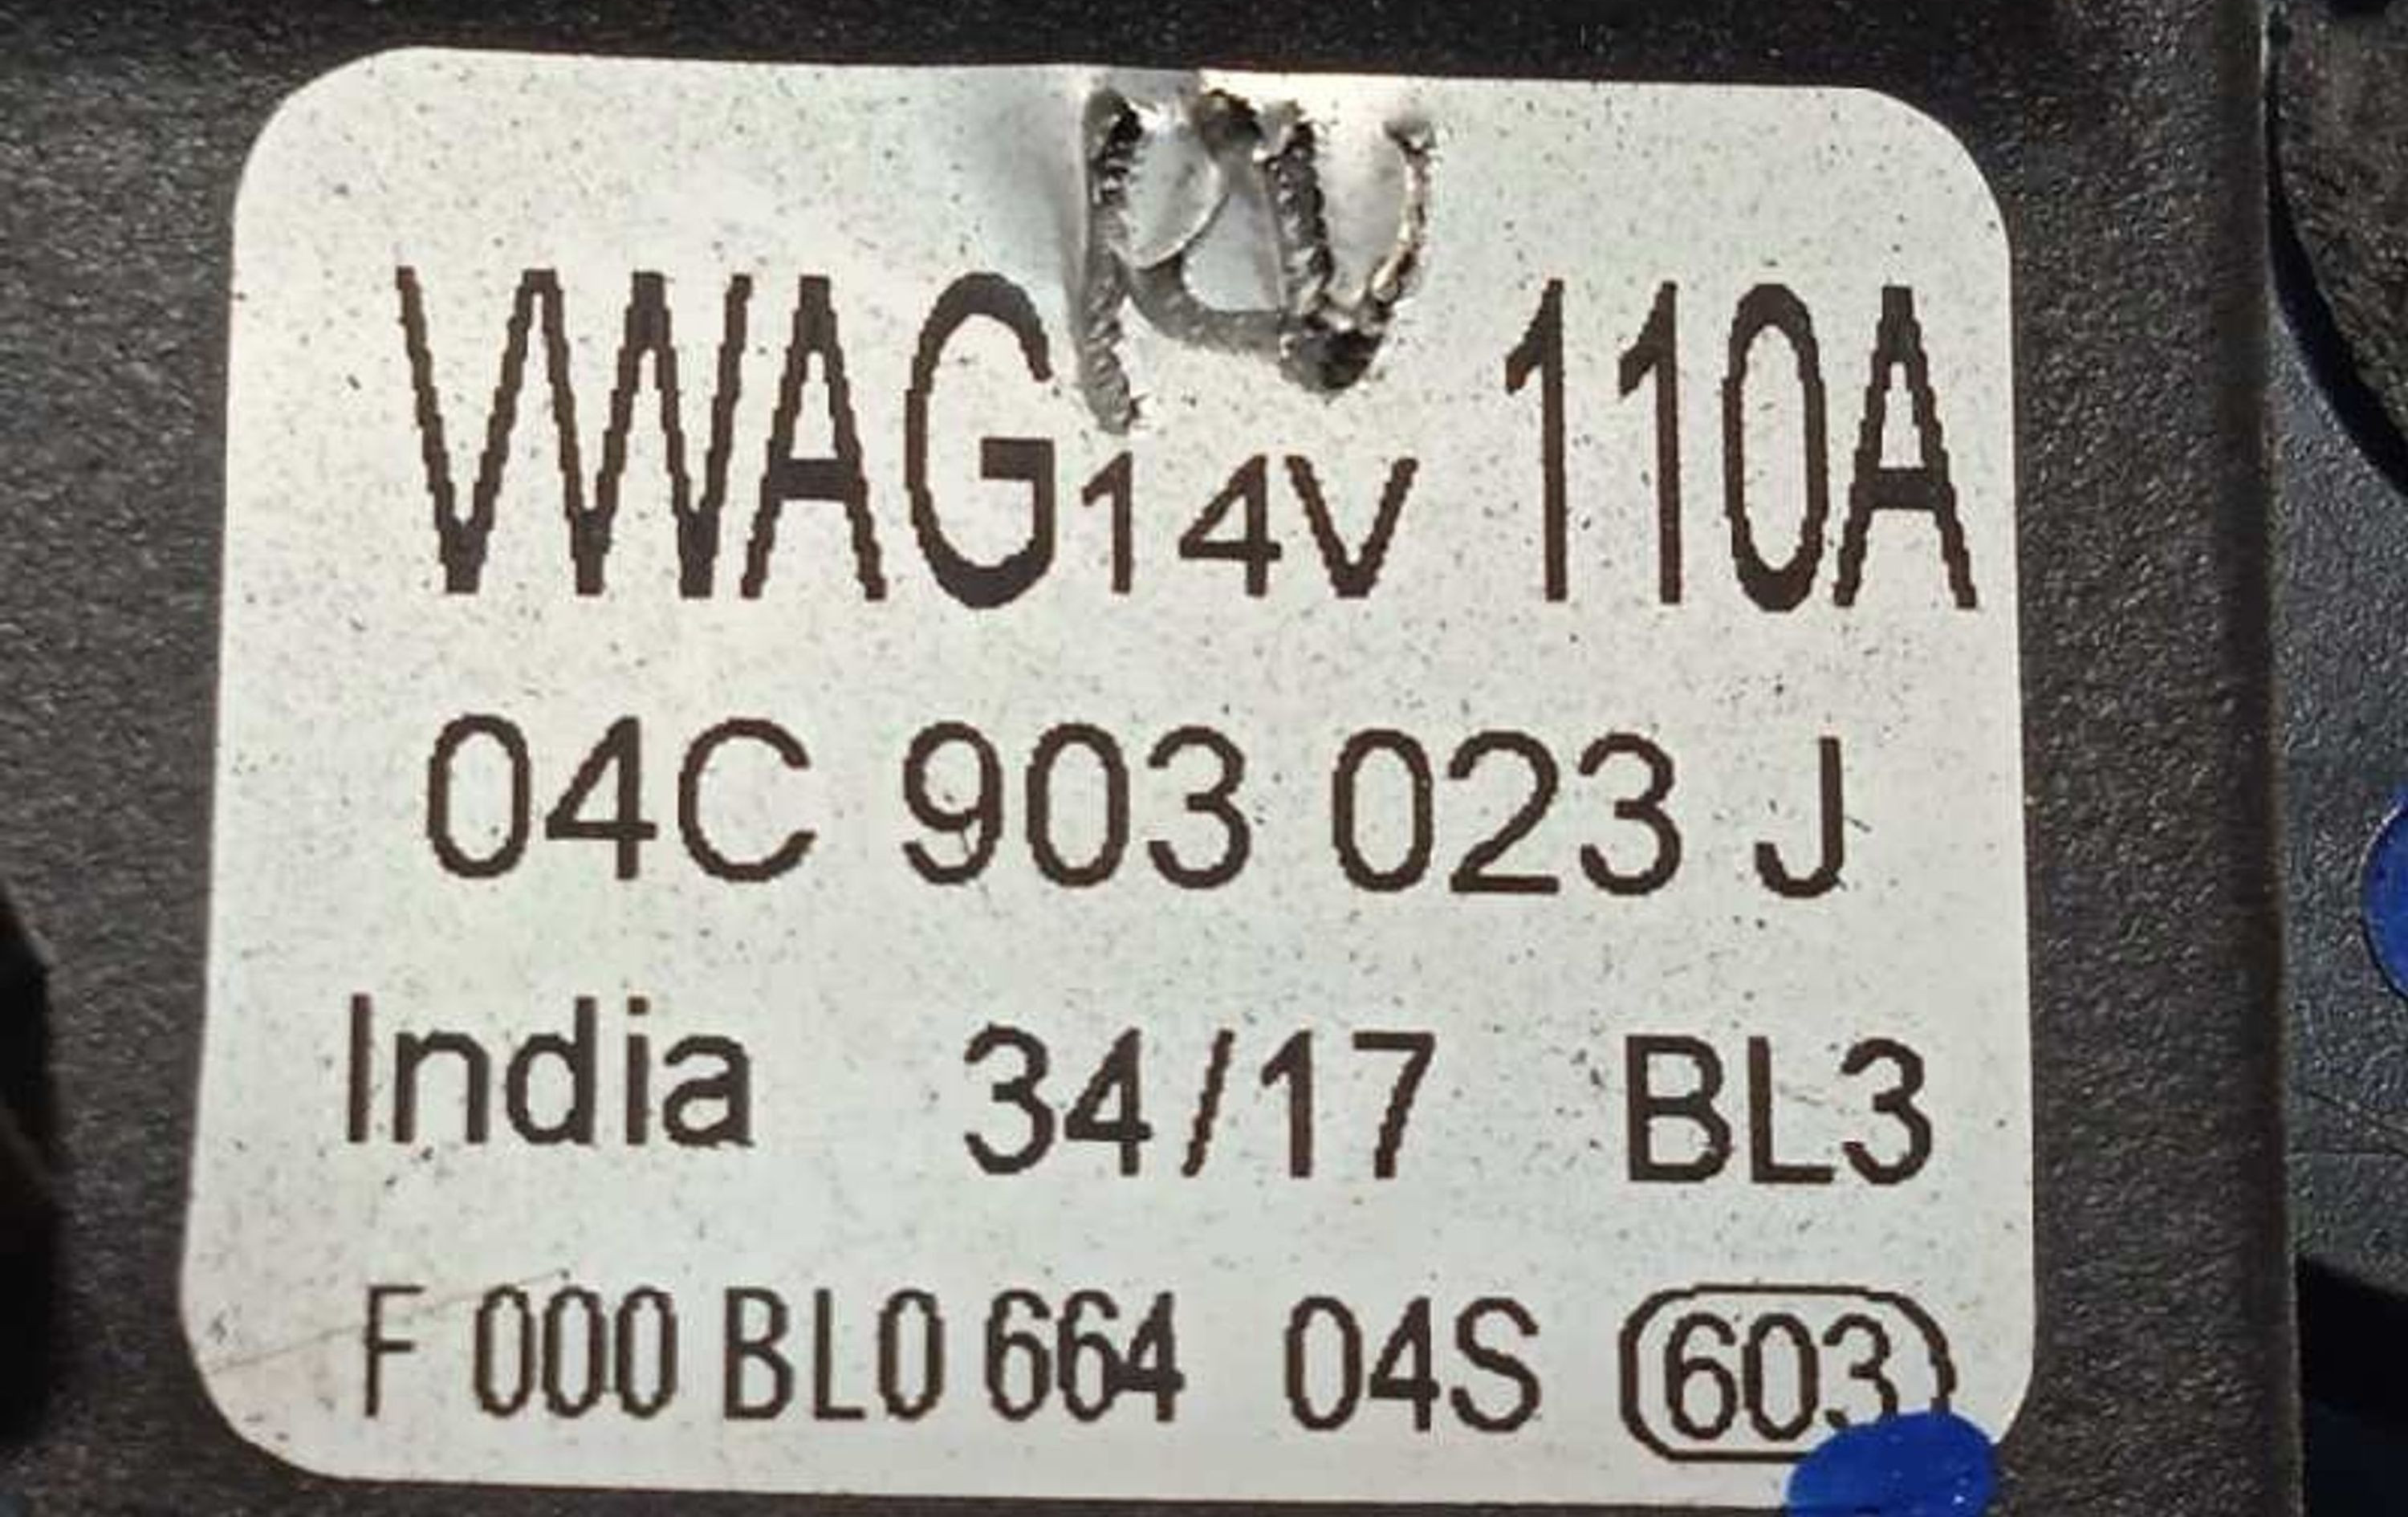 VWAG 14V 110A
04C 903 023 J
India 34/17 BL3
F 000 BL0 664 04S 603